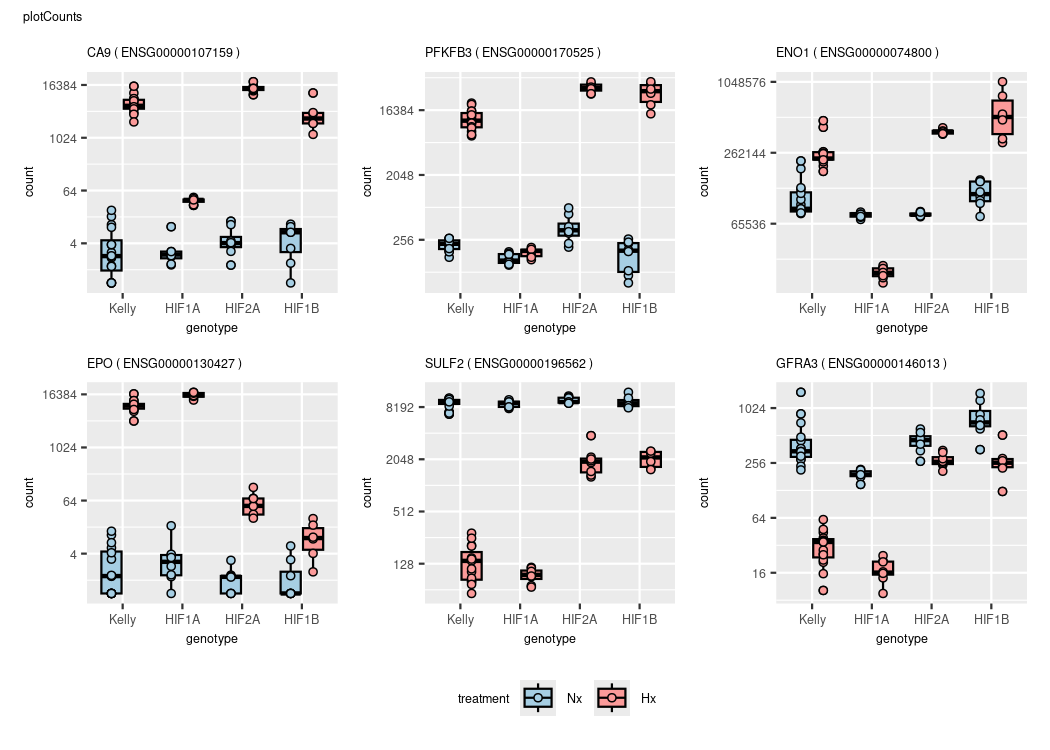 plotCounts
CA9 ( ENSG00000107159 )
count
16384
1024
64
4
Kelly HIF1A HIF2A HIF1B
genotype
PFKFB3 ( ENSG00000170525 )
count
16384
2048
256
Kelly HIF1A HIF2A HIF1B
genotype
ENO1 ( ENSG00000074800 )
count
1048576
262144
65536
Kelly HIF1A HIF2A HIF1B
genotype
EPO ( ENSG00000130427 )
count
16384
1024
64
4
Kelly HIF1A HIF2A HIF1B
genotype
SULF2 ( ENSG00000196562 )
count
8192
2048
512
128
Kelly HIF1A HIF2A HIF1B
genotype
GFRA3 ( ENSG00000146013 )
count
1024
256
64
16
Kelly HIF1A HIF2A HIF1B
genotype
treatment Nx Hx